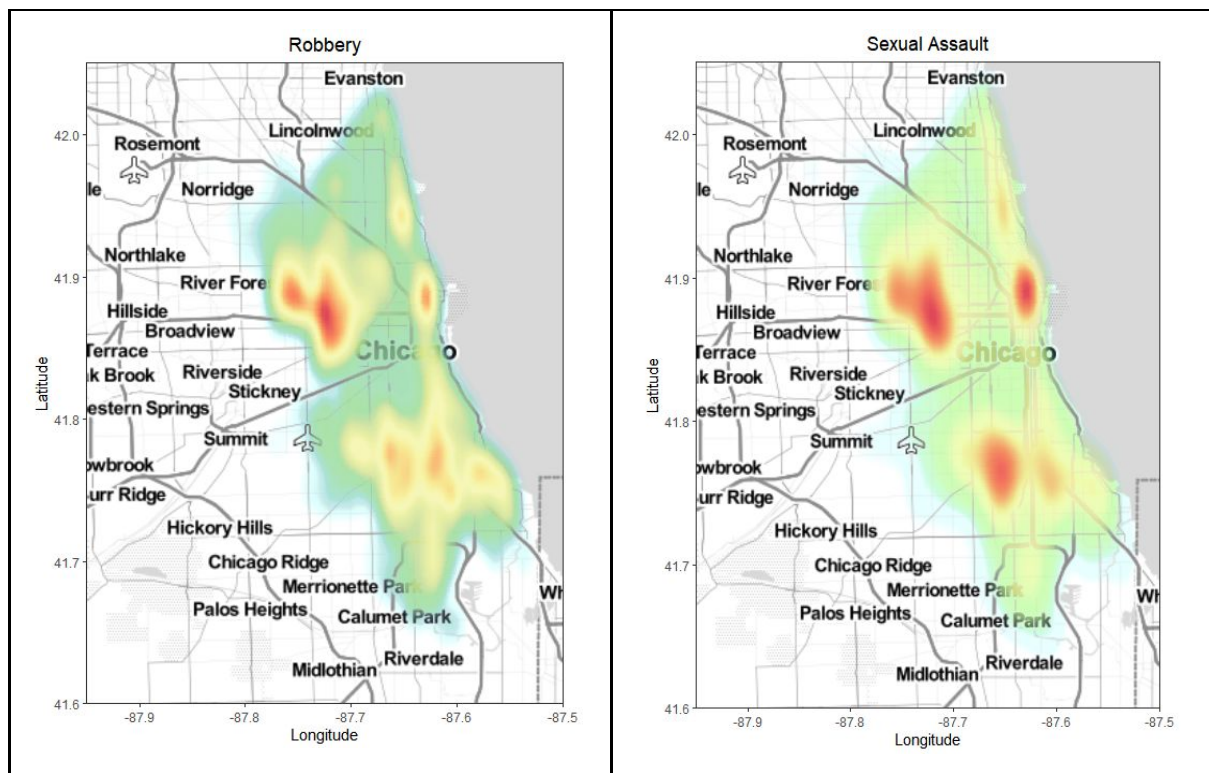 Robbery
Evanston
42.0
Lincolnwood
Rosemont
Norridge
41.9
Northlake
River Fore
Hillside
Broadview
Chicago
Terrace
Latitude
Riverside
k Brook
Stickney
41.8
estern Springs
Summit
owbrook
urr Ridge
Hickory Hills
41.7
Chicago Ridge
Merrionette Park
Wh
Palos Heights
Calumet Park
Riverdale
Midlothian
41.6
-87.9 -87.8 -87.7 -87.6 -87.5
Longitude
Sexual Assault
Evanston
42.0
Lincolnwood
Rosemont
le
Norridge
41.9
Northlake
River Fore
Hillside
Broadview
Chicago
Terrace
Latitude
Riverside
k Brook
Stickney
41.8
estern Springs
Summit
owbrook
urr Ridge
Hickory Hills
41.7
Chicago Ridge
Merrionette Park
Wh
Palos Heights
Calumet Park
Riverdale
Midlothian
41.6
-87.9 -87.8 -87.7 -87.6 -87.5
Longitude